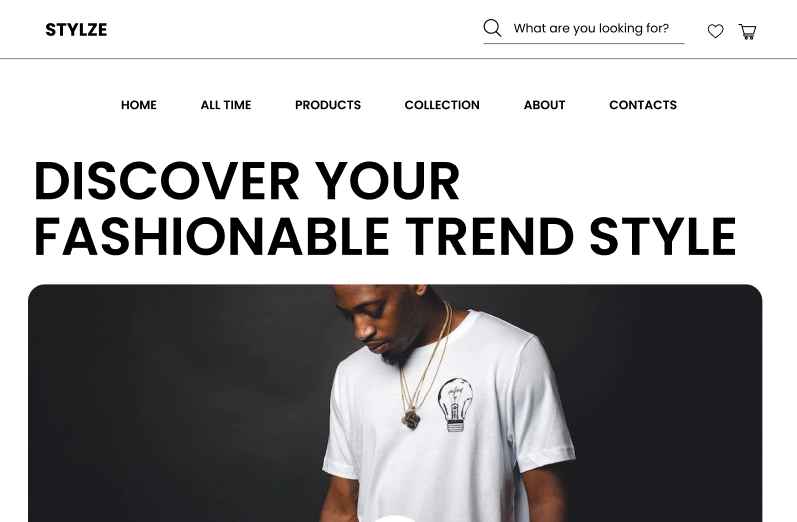 STYLZE
What are you looking for?
HOME ALL TIME PRODUCTS COLLECTION ABOUT CONTACTS
DISCOVER YOUR
FASHIONABLE TREND STYLE